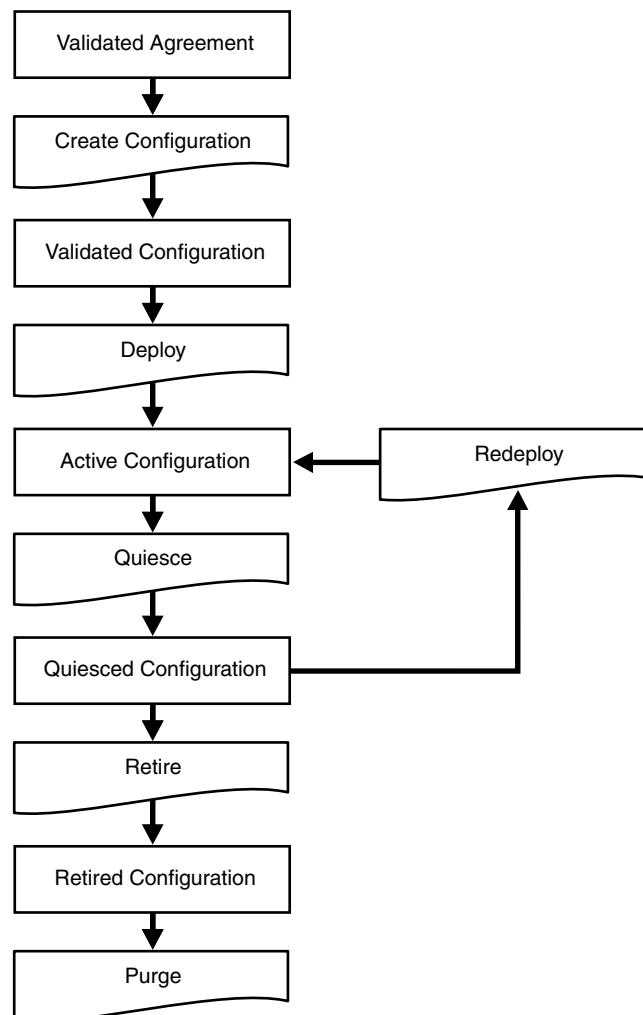 Validated Agreement
Create Configuration
Validated Configuration
Deploy
Active Configuration
Redeploy
Quiesce
Quiesced Configuration
Retire
Retired Configuration
Purge